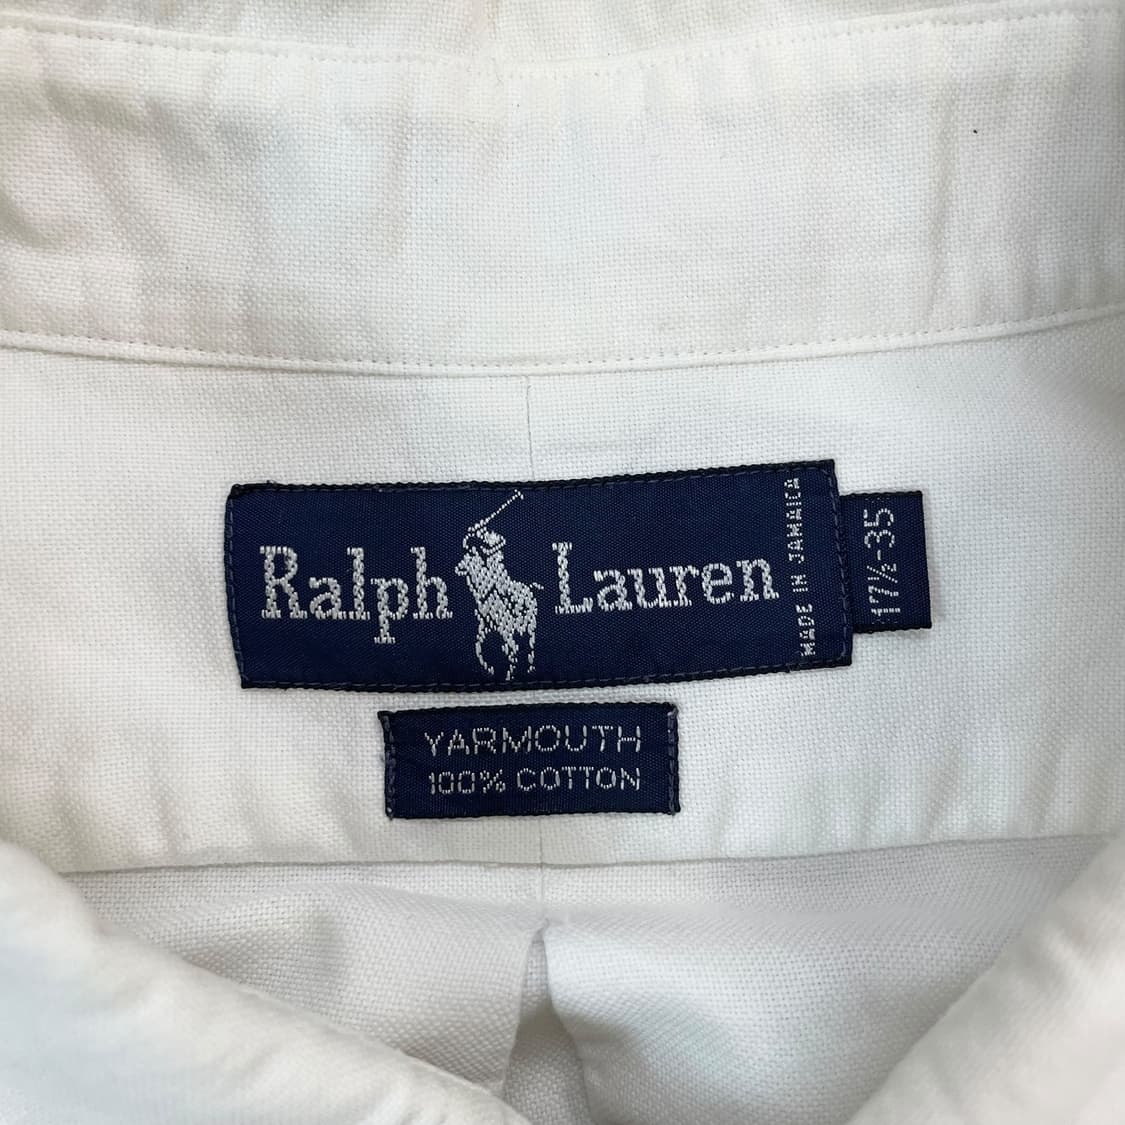 Ralph Lauren
MADE IN JAMAICA
17½-35
YARMOUTH
100% COTTON